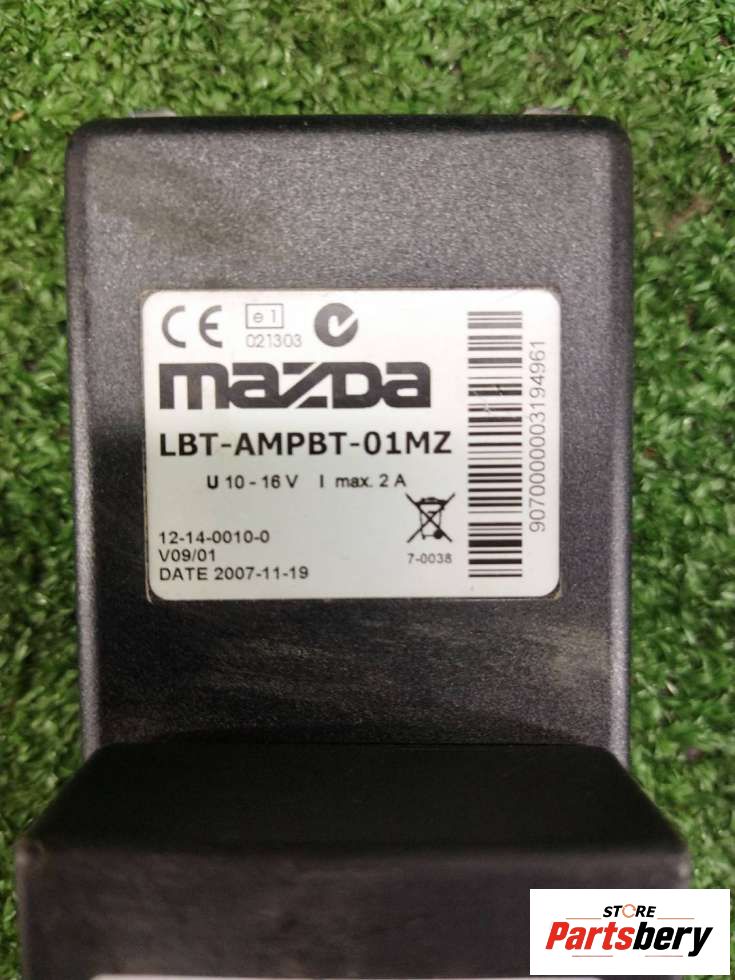 CE e1
021303
mazDa
LBT-AMPBT-01MZ
U 10 - 16 V I max. 2 A
12-14-0010-0
V09/01
DATE 2007-11-19
7-0038
9070000003194961
STORE
Partsbery